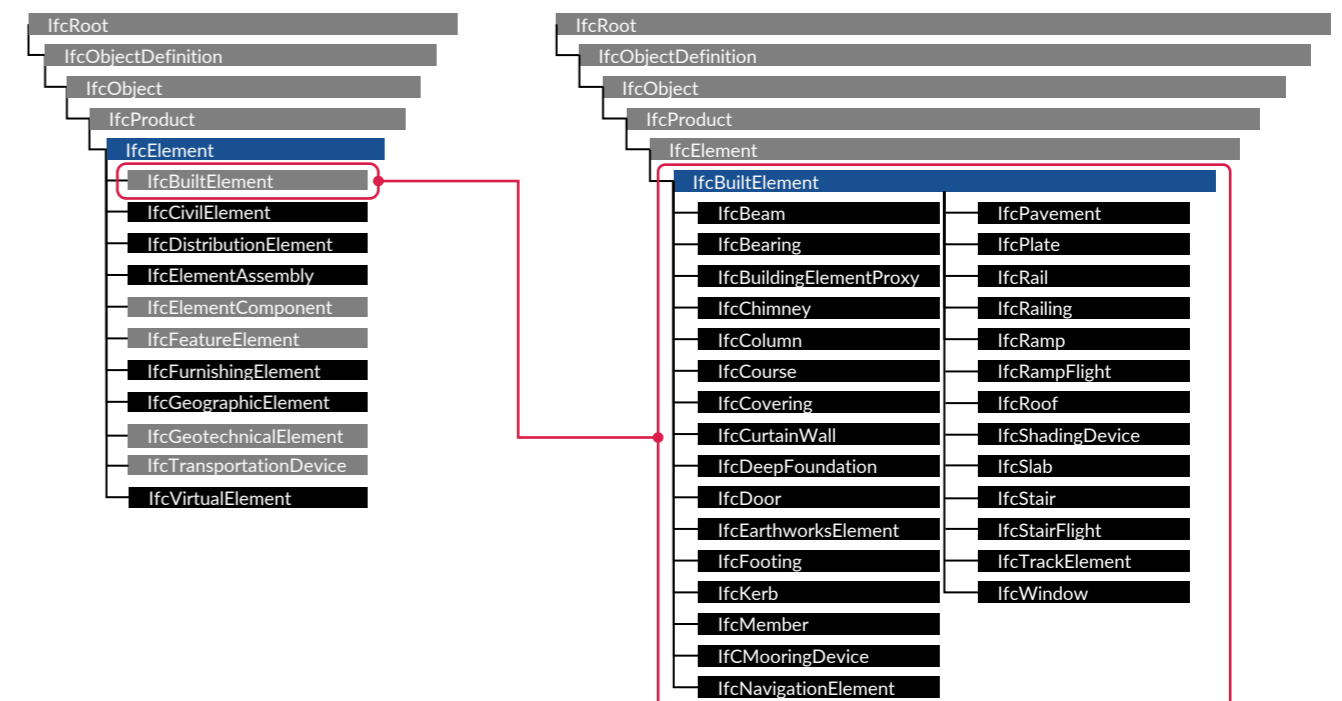 IfcRoot
IfcObjectDefinition
IfcObject
IfcProduct
IfcElement
IfcBuiltElement
IfcCivilElement
IfcDistributionElement
IfcElementAssembly
IfcElementComponent
IfcFeatureElement
IfcFurnishingElement
IfcGeographicElement
IfcGeotechnicalElement
IfcTransportationDevice
IfcVirtualElement
IfcRoot
IfcObjectDefinition
IfcObject
IfcProduct
IfcElement
IfcBuiltElement
IfcBeam
IfcBearing
IfcBuildingElementProxy
IfcChimney
IfcColumn
IfcCourse
IfcCovering
IfcCurtainWall
IfcDeepFoundation
IfcDoor
IfcEarthworksElement
IfcFooting
IfcKerb
IfcMember
IfCMooringDevice
IfcNavigationElement
IfcPavement
IfcPlate
IfcRail
IfcRailing
IfcRamp
IfcRampFlight
IfcRoof
IfcShadingDevice
IfcSlab
IfcStair
IfcStairFlight
IfcTrackElement
IfcWindow